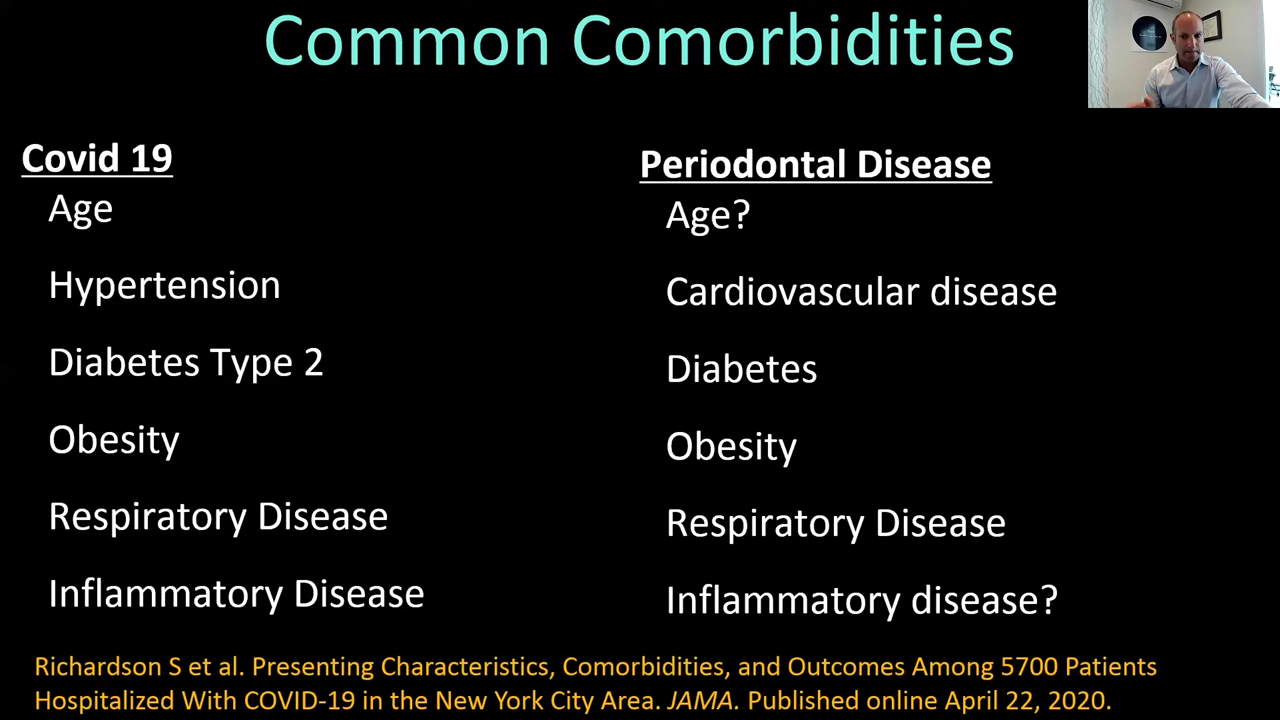 Common Comorbidities
Covid 19
Age
Hypertension
Diabetes Type 2
Obesity
Respiratory Disease
Inflammatory Disease
Periodontal Disease
Age?
Cardiovascular disease
Diabetes
Obesity
Respiratory Disease
Inflammatory disease?
Richardson S et al. Presenting Characteristics, Comorbidities, and Outcomes Among 5700 Patients
Hospitalized With COVID-19 in the New York City Area. JAMA. Published online April 22, 2020.